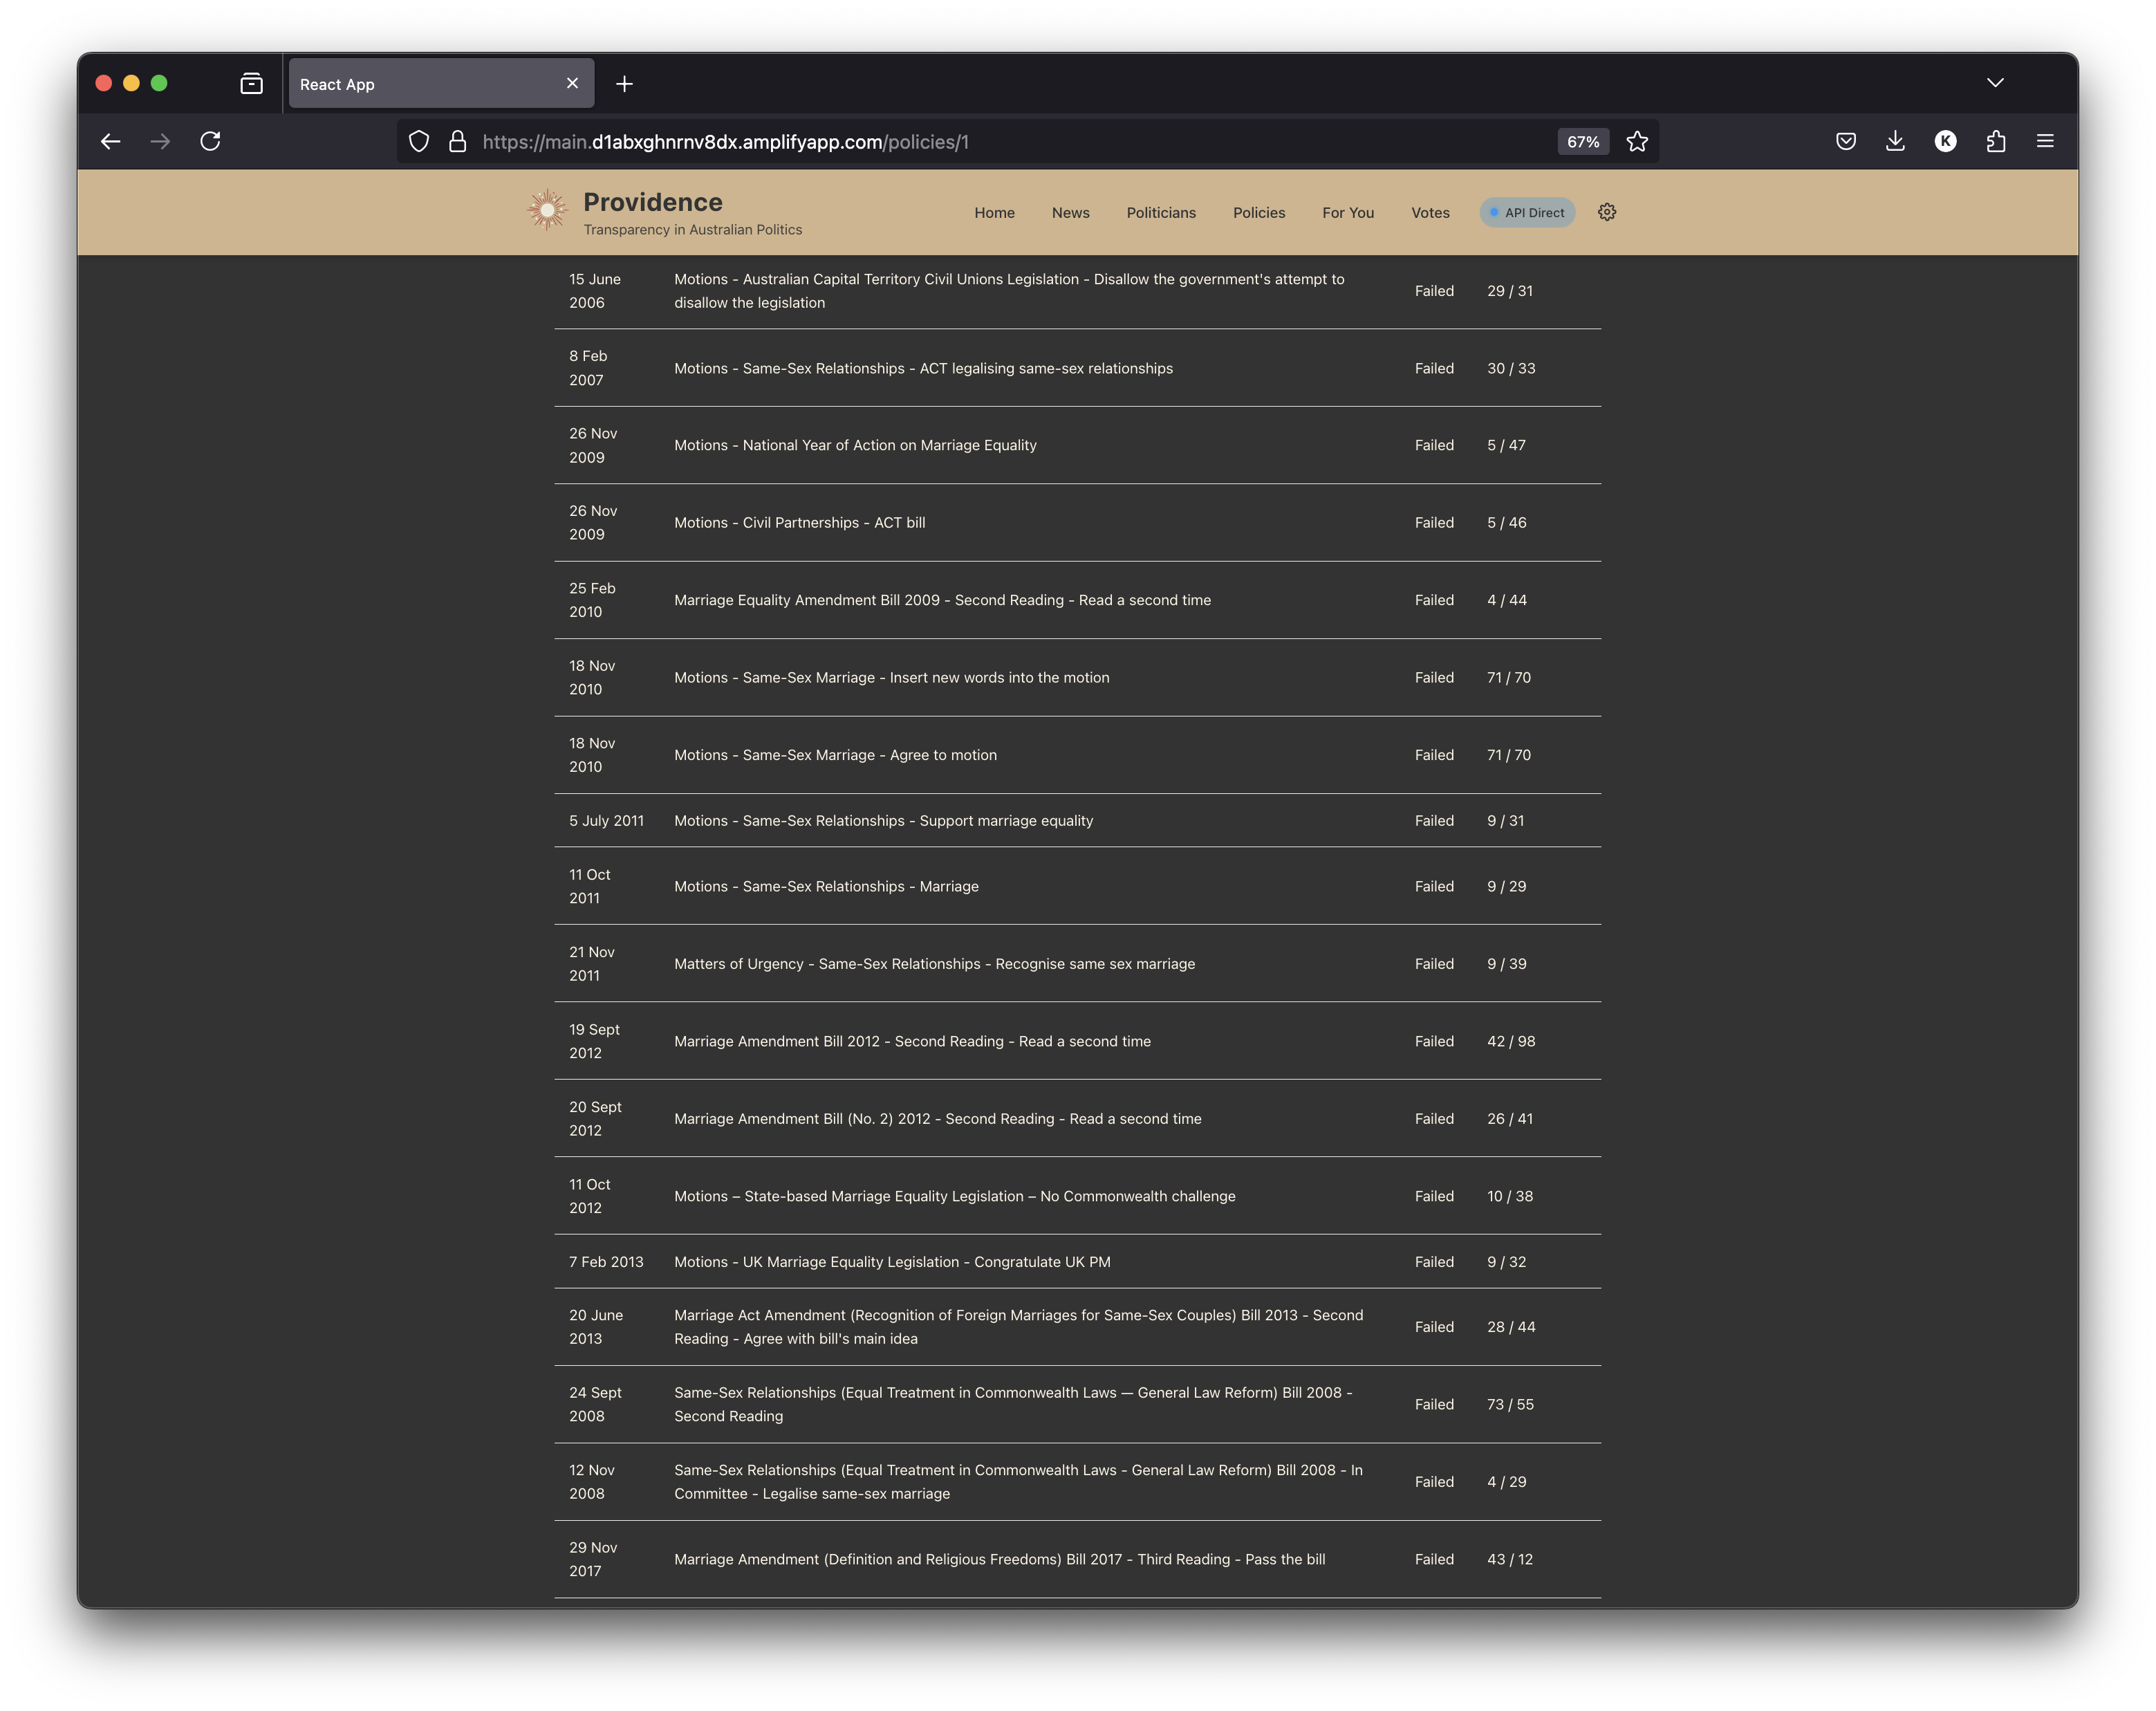 React App
https://main.d1abxghnrnv8dx.amplifyapp.com/policies/1
67%
K
Providence
Transparency in Australian Politics
Home
News
Politicians
Policies
For You
Votes
API Direct
15 June
2006
Motions - Australian Capital Territory Civil Unions Legislation - Disallow the government's attempt to
disallow the legislation
Failed
29 / 31
8 Feb
2007
Motions - Same-Sex Relationships - ACT legalising same-sex relationships
Failed
30 / 33
26 Nov
2009
Motions - National Year of Action on Marriage Equality
Failed
5 / 47
26 Nov
2009
Motions - Civil Partnerships - ACT bill
Failed
5 / 46
25 Feb
2010
Marriage Equality Amendment Bill 2009 - Second Reading - Read a second time
Failed
4 / 44
18 Nov
2010
Motions - Same-Sex Marriage - Insert new words into the motion
Failed
71 / 70
18 Nov
2010
Motions - Same-Sex Marriage - Agree to motion
Failed
71 / 70
5 July 2011
Motions - Same-Sex Relationships - Support marriage equality
Failed
9 / 31
11 Oct
2011
Motions - Same-Sex Relationships - Marriage
Failed
9 / 29
21 Nov
2011
Matters of Urgency - Same-Sex Relationships - Recognise same sex marriage
Failed
9 / 39
19 Sept
2012
Marriage Amendment Bill 2012 - Second Reading - Read a second time
Failed
42 / 98
20 Sept
2012
Marriage Amendment Bill (No. 2) 2012 - Second Reading - Read a second time
Failed
26 / 41
11 Oct
2012
Motions – State-based Marriage Equality Legislation – No Commonwealth challenge
Failed
10 / 38
7 Feb 2013
Motions - UK Marriage Equality Legislation - Congratulate UK PM
Failed
9 / 32
20 June
2013
Marriage Act Amendment (Recognition of Foreign Marriages for Same-Sex Couples) Bill 2013 - Second
Reading - Agree with bill's main idea
Failed
28 / 44
24 Sept
2008
Same-Sex Relationships (Equal Treatment in Commonwealth Laws — General Law Reform) Bill 2008 -
Second Reading
Failed
73 / 55
12 Nov
2008
Same-Sex Relationships (Equal Treatment in Commonwealth Laws - General Law Reform) Bill 2008 - In
Committee - Legalise same-sex marriage
Failed
4 / 29
29 Nov
2017
Marriage Amendment (Definition and Religious Freedoms) Bill 2017 - Third Reading - Pass the bill
Failed
43 / 12